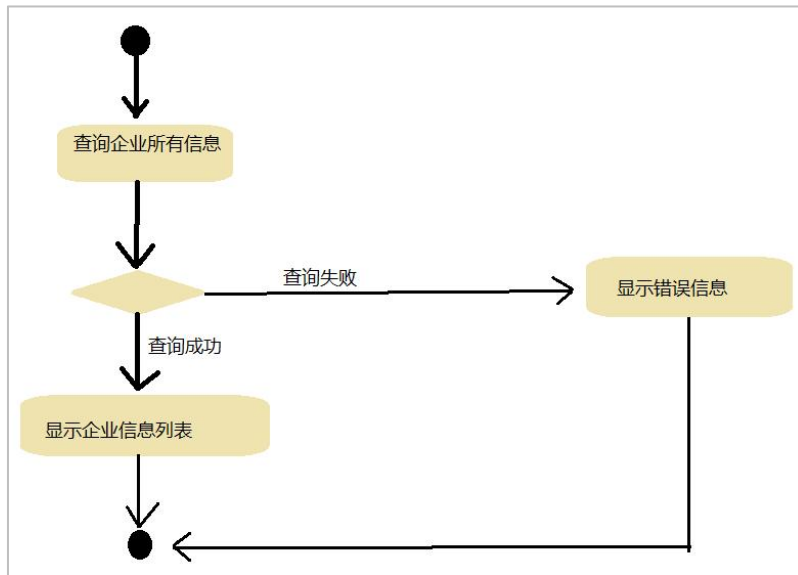 查询企业所有信息
查询失败
显示错误信息
查询成功
显示企业信息列表